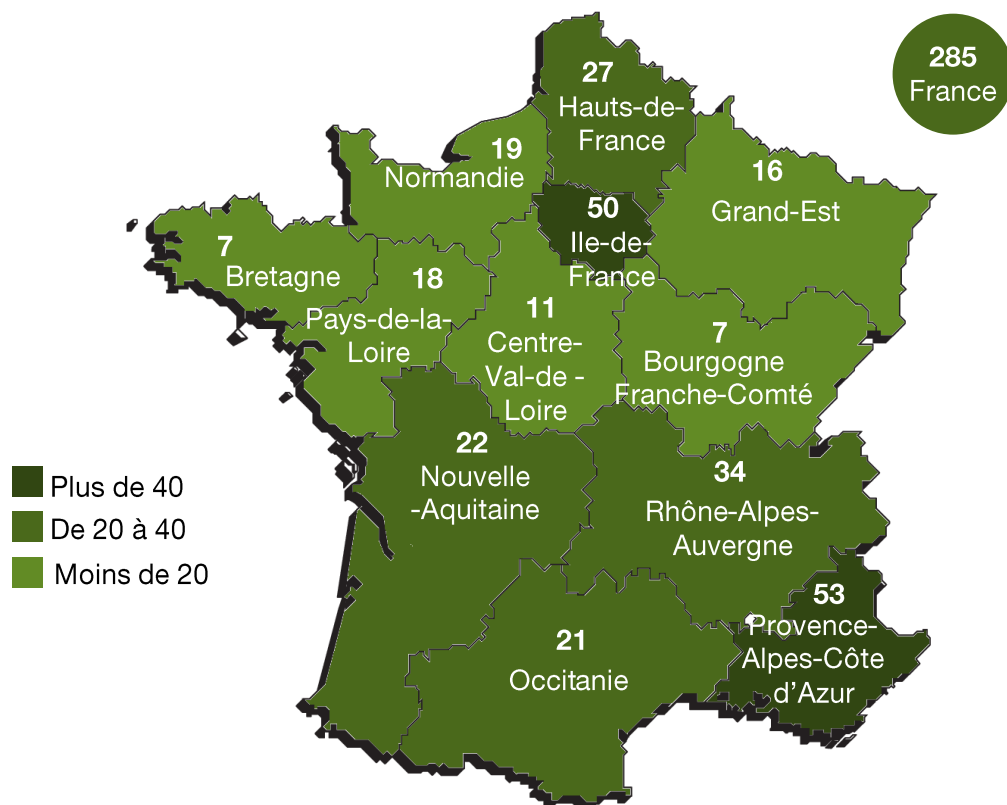 285
France
27
Hauts-de-
France
19
Normandie
16
Grand-Est
50
Ile-de-
France
7
Bretagne
18
Pays-de-la-
Loire
11
Centre-
Val-de -
Loire
7
Bourgogne
Franche-Comté
22
Nouvelle
-Aquitaine
34
Rhône-Alpes-
Auvergne
53
Provence-
Alpes-Côte
d’Azur
21
Occitanie
Plus de 40
De 20 à 40
Moins de 20